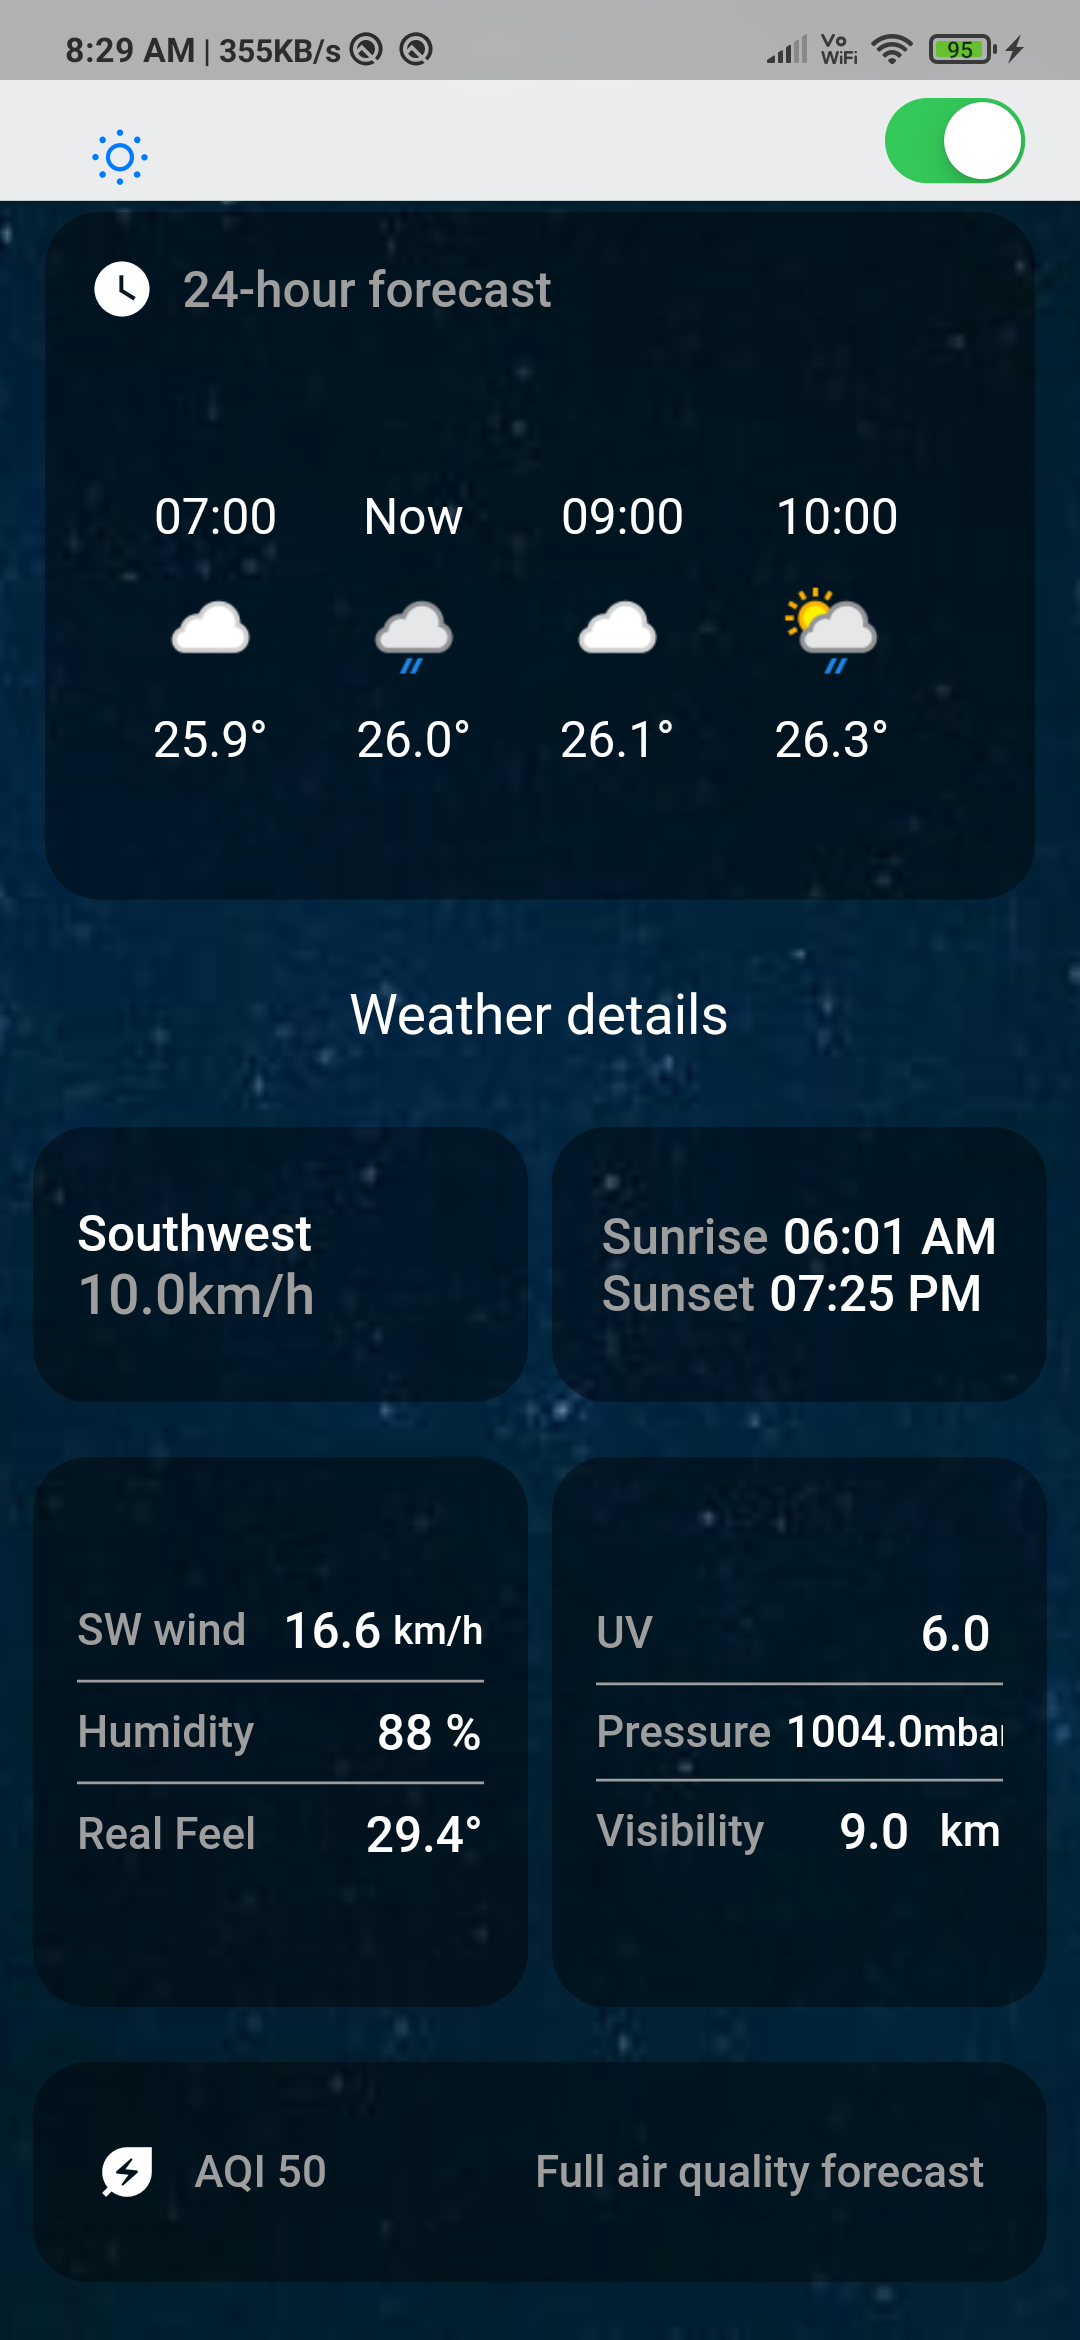 8:29 AM | 355KB/s Vo WiFi 95
24-hour forecast
07:00 Now 09:00 10:00
25.9° 26.0° 26.1° 26.3°
Weather details
Southwest
10.0km/h
Sunrise 06:01 AM
Sunset 07:25 PM
SW wind 16.6 km/h
Humidity 88 %
Real Feel 29.4°
UV 6.0
Pressure 1004.0mbar
Visibility 9.0 km
AQI 50 Full air quality forecast